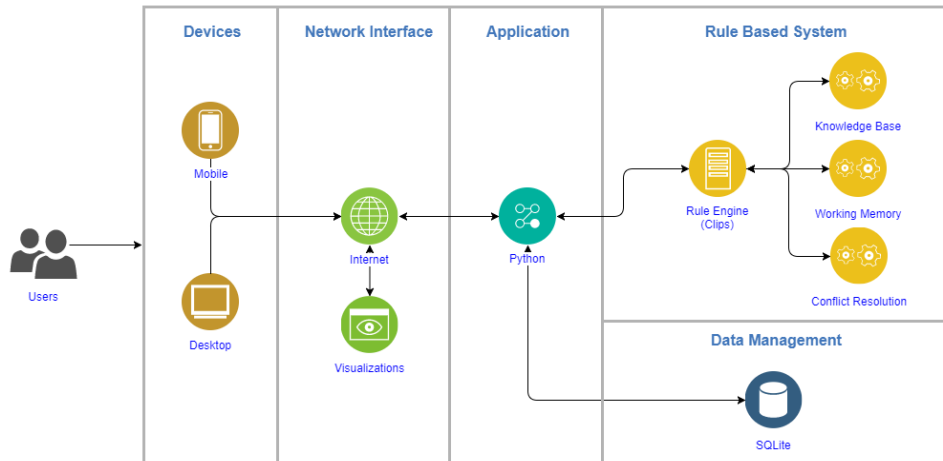 Devices
Network Interface
Application
Rule Based System
Knowledge Base
Mobile
Rule Engine
(Clips)
Working Memory
Internet
Python
Users
Conflict Resolution
Desktop
Visualizations
Data Management
SQLite